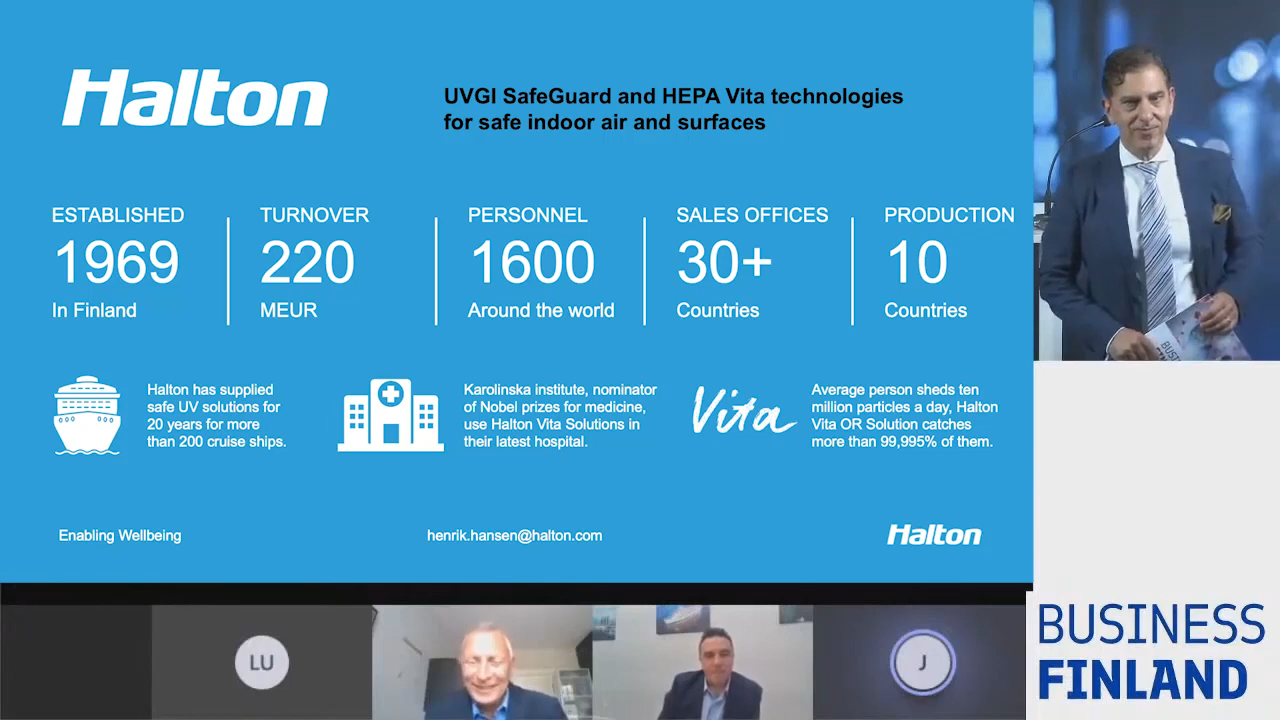 Halton
UVGI SafeGuard and HEPA Vita technologies
for safe indoor air and surfaces
ESTABLISHED
1969
In Finland
TURNOVER
220
MEUR
PERSONNEL
1600
Around the world
SALES OFFICES
30+
Countries
PRODUCTION
10
Countries
Halton has supplied
safe UV solutions for
20 years for more
than 200 cruise ships.
Karolinska institute, nominator
of Nobel prizes for medicine,
use Halton Vita Solutions in
their latest hospital.
Vita
Average person sheds ten
million particles a day, Halton
Vita OR Solution catches
more than 99,995% of them.
Enabling Wellbeing
henrik.hansen@halton.com
Halton
BUSINESS
LU
J
BUSINESS
FINLAND